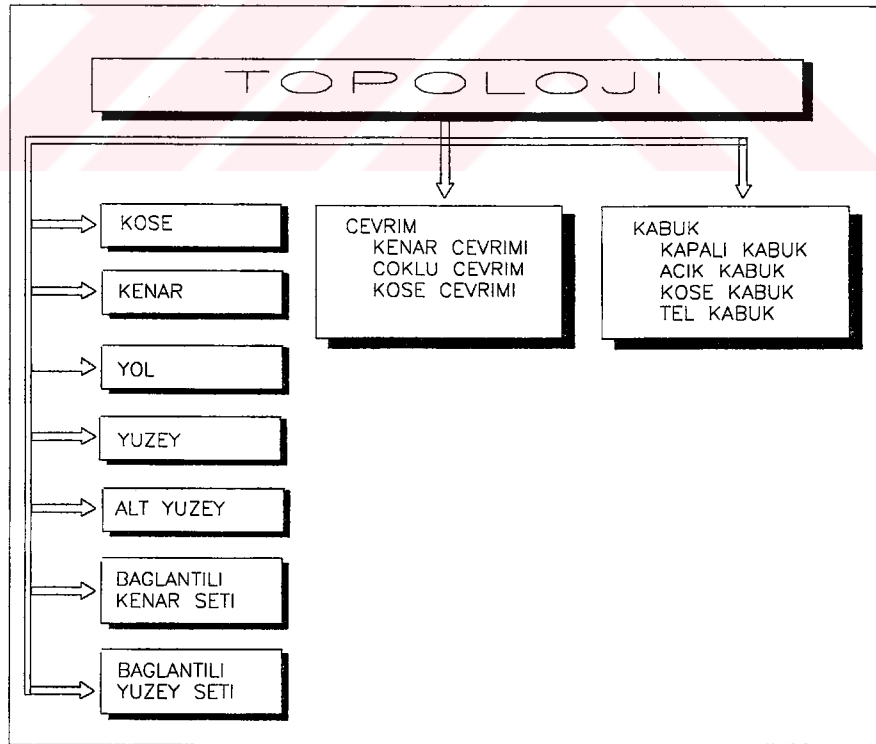 TOPOLOJI
KOSE
KENAR
YOL
YUZEY
ALT YUZEY
BAGLANTILI
KENAR SETI
BAGLANTILI
YUZEY SETI
CEVRIM
KENAR CEVRIMI
COKLU CEVRIM
KOSE CEVRIMI
KABUK
KAPALI KABUK
ACIK KABUK
KOSE KABUK
TEL KABUK